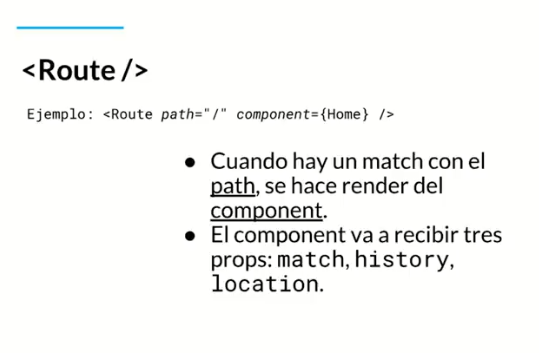 <Route />
Ejemplo: <Route path="/" component={Home} />
● Cuando hay un match con el
path, se hace render del
component.
● El component va a recibir tres
props: match, history,
location.